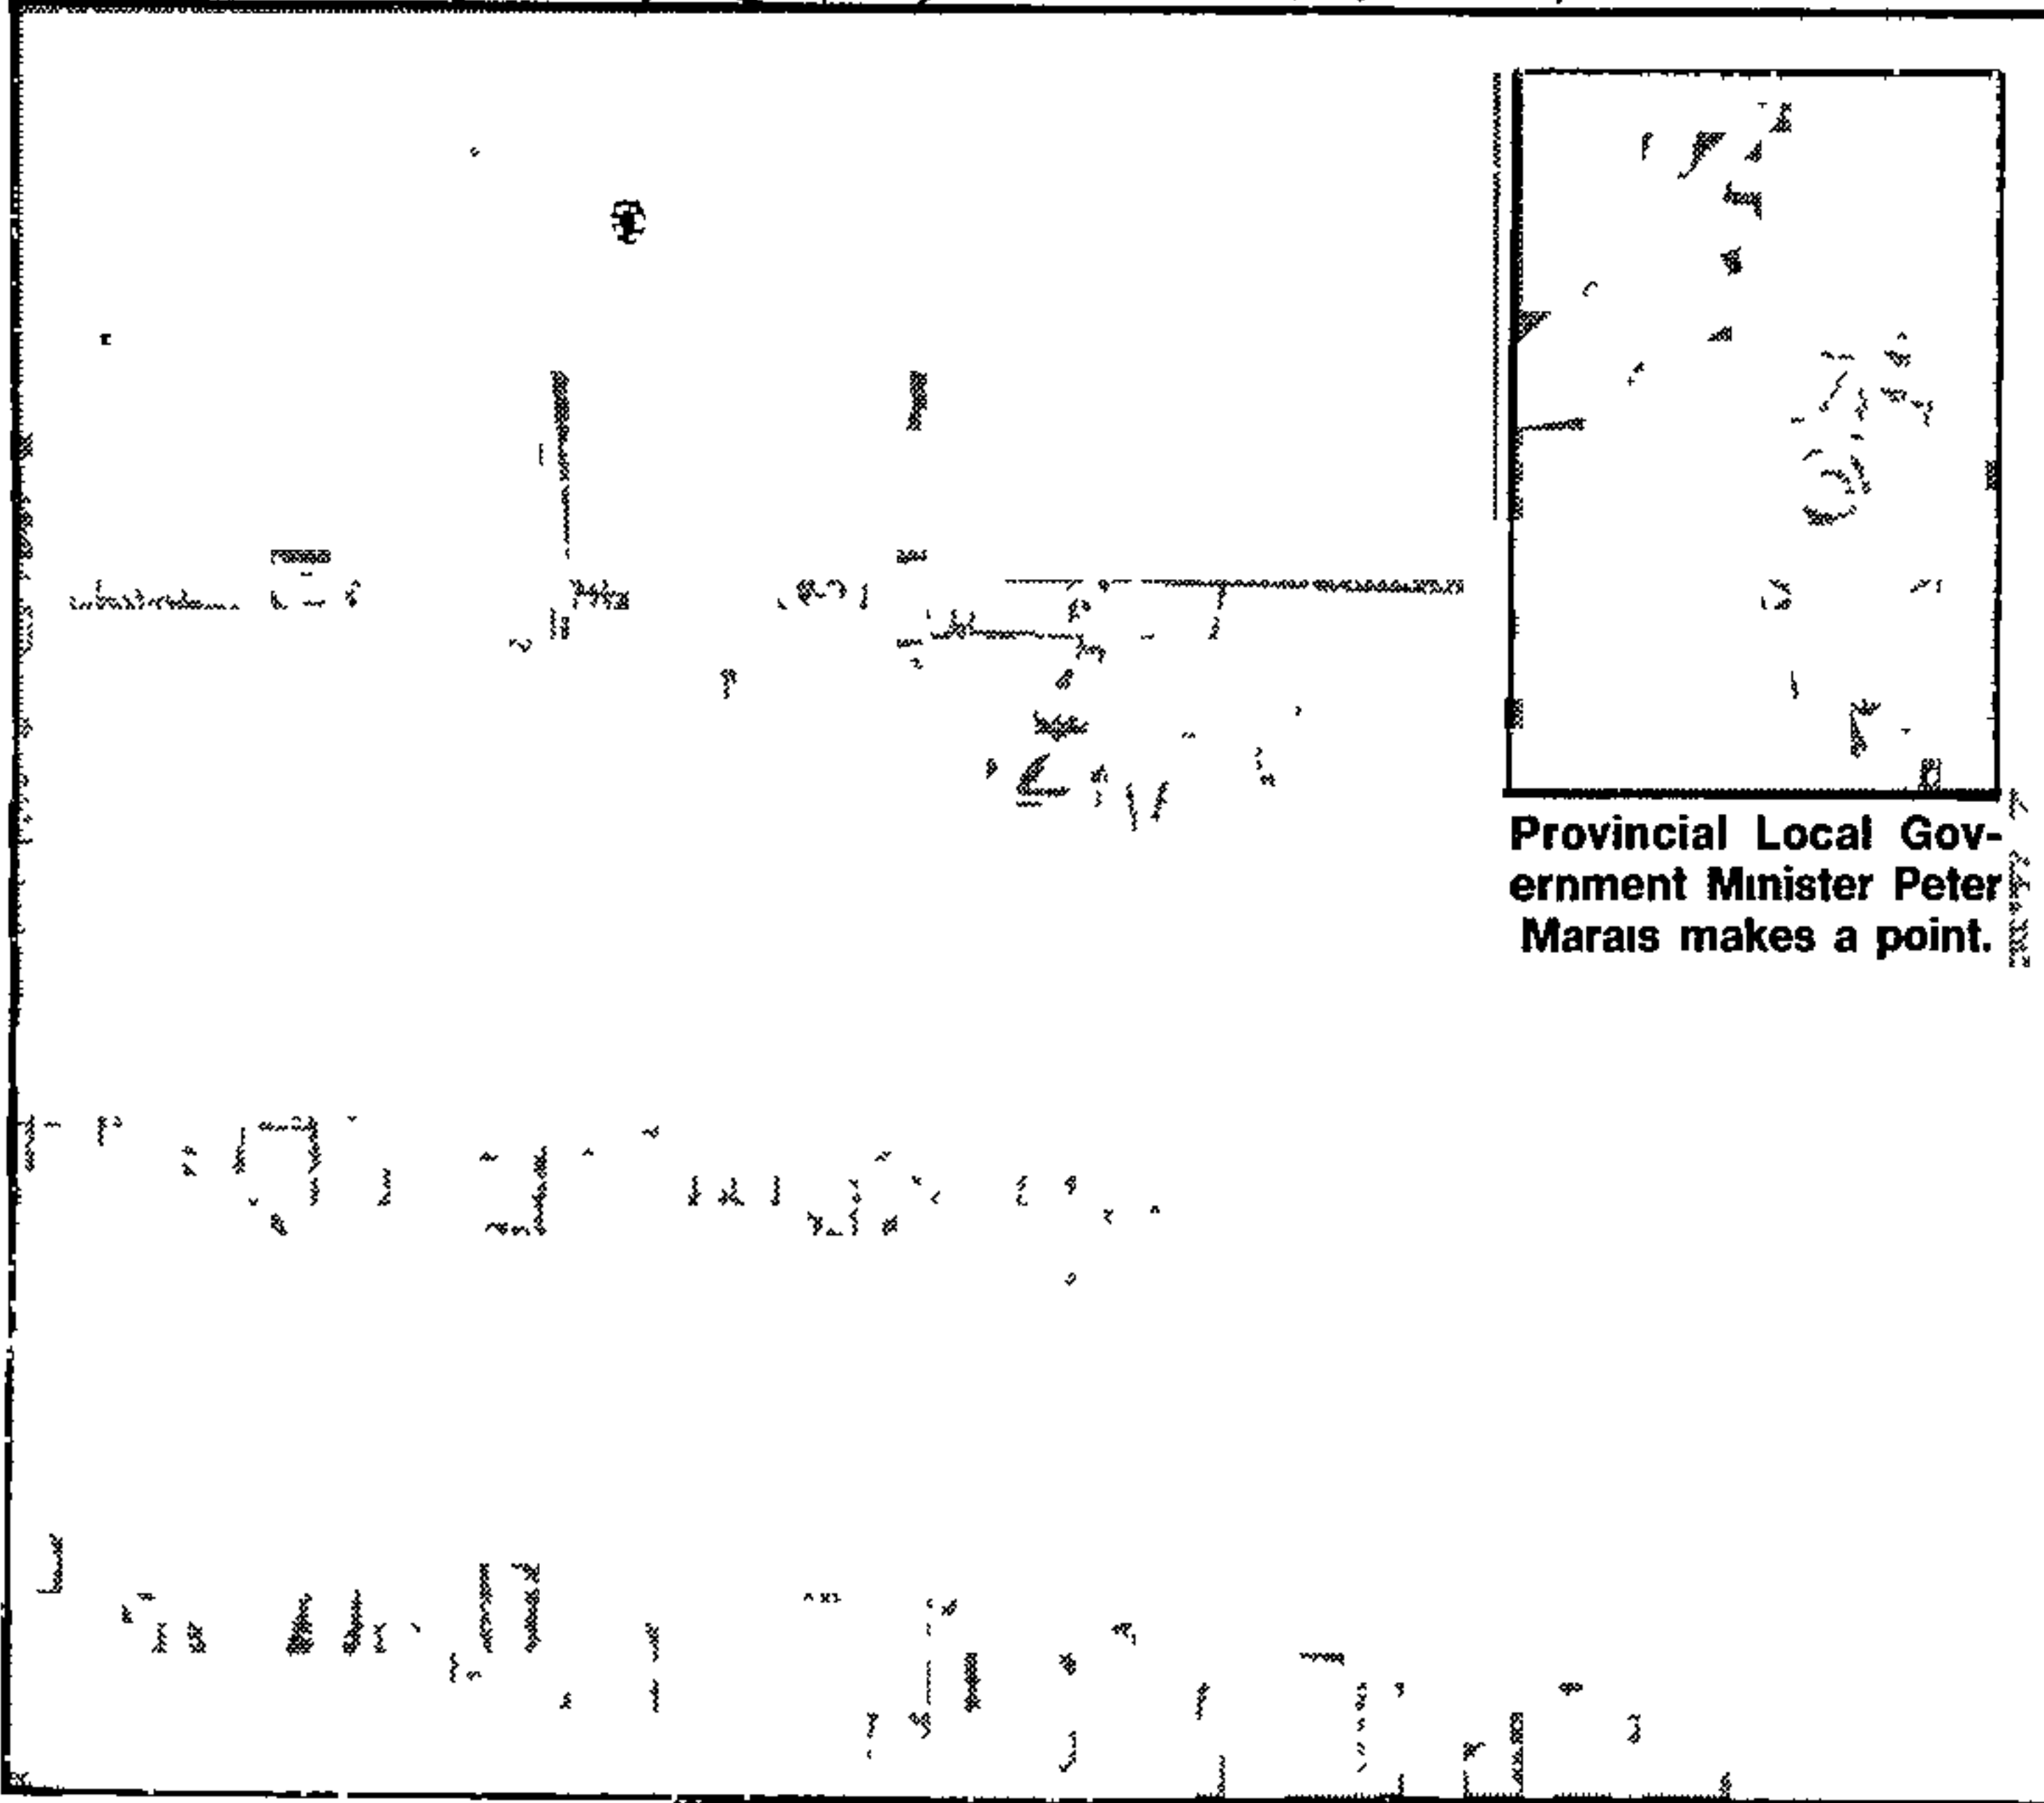 Provincial Local Gov-
ernment Minister Peter
Marais makes a point.